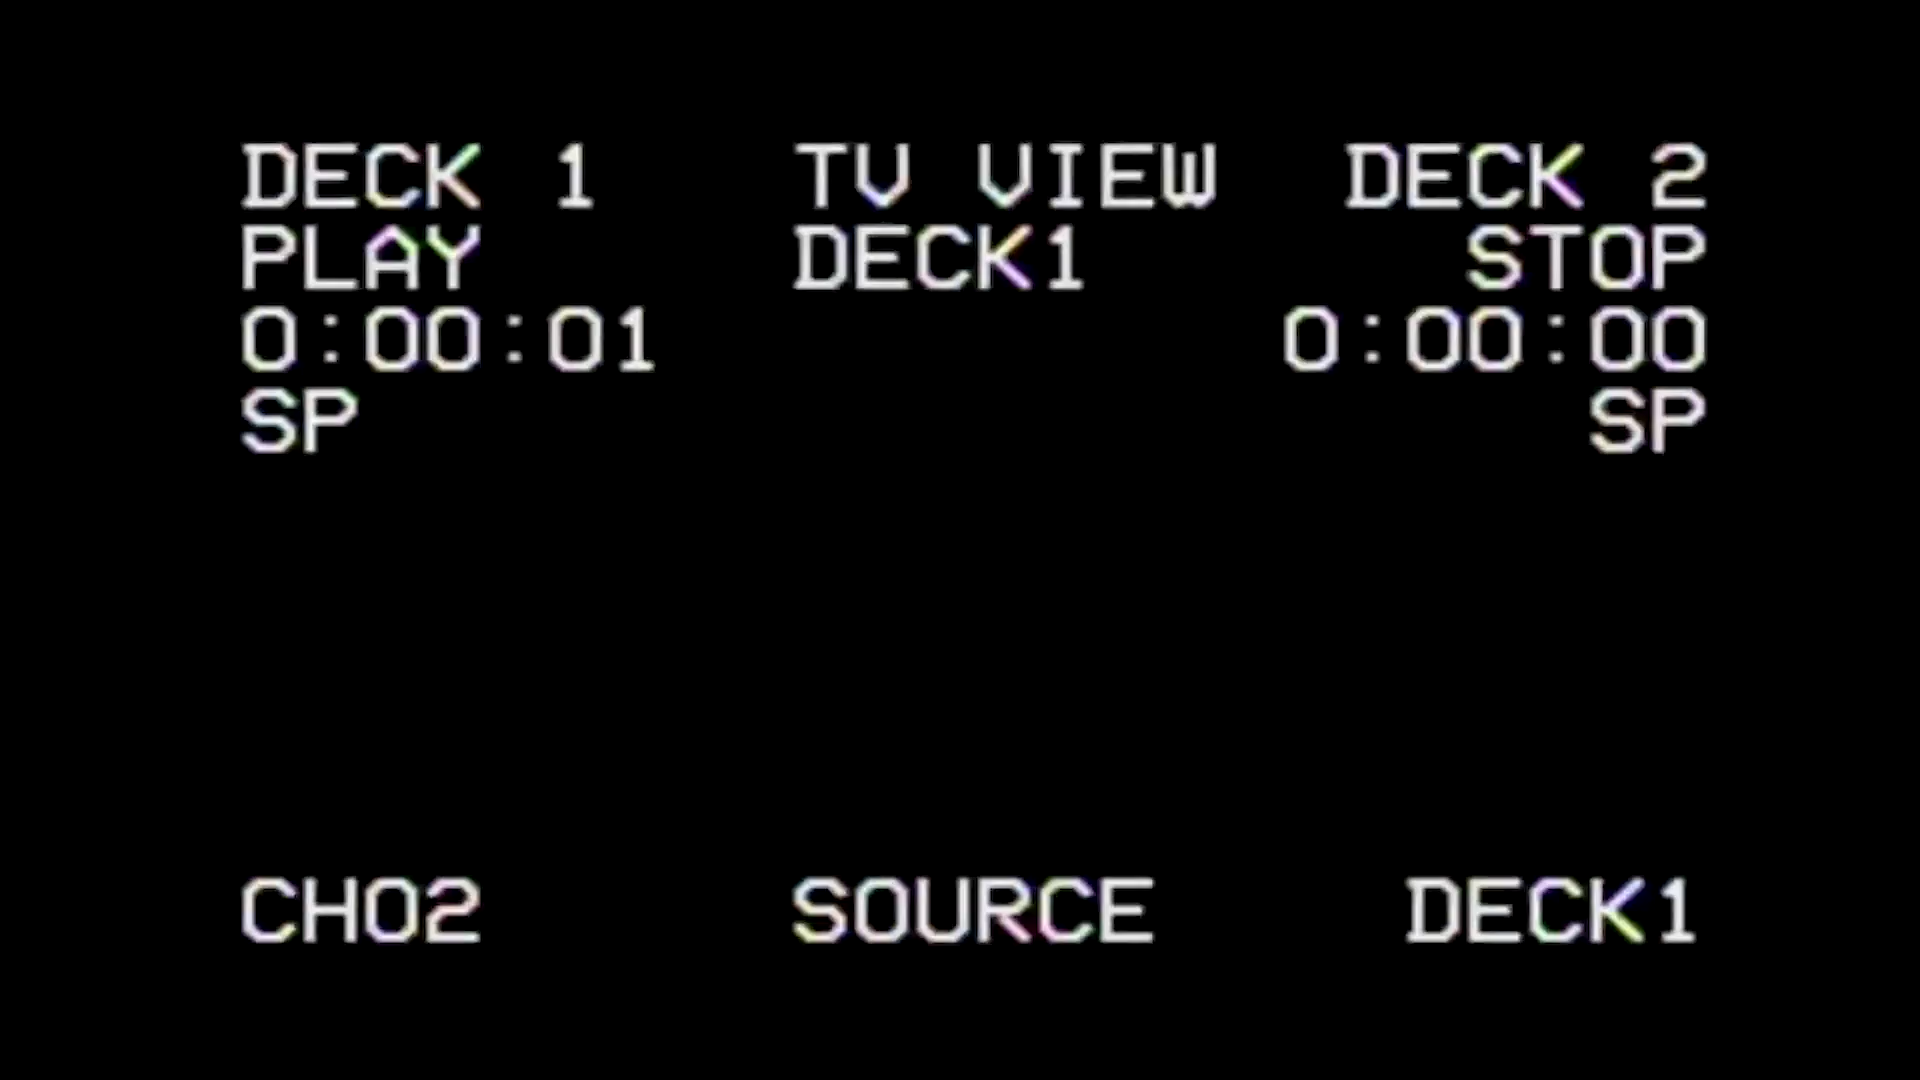 DECK 1 TV VIEW DECK 2
PLAY DECK1 STOP
0:00:01 0:00:00
SP SP
CH02 SOURCE DECK1